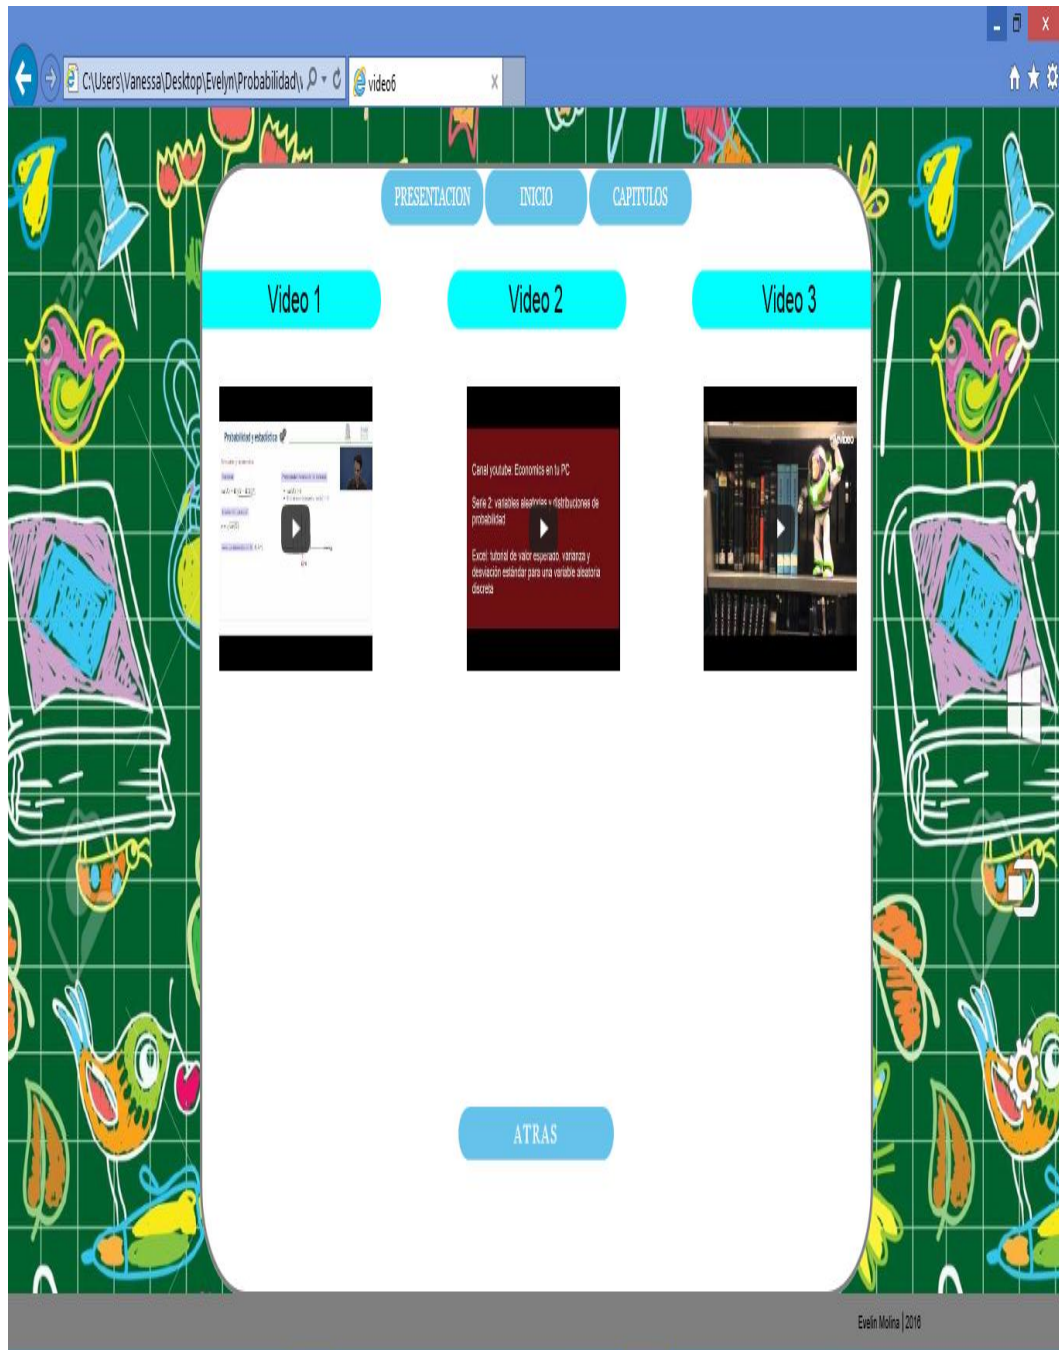 C:\Users\Vanessa\Desktop\Evelyn\Probabilidad\
video6
PRESENTACION
INICIO
CAPITULOS
Video 1
Video 2
Video 3
Probabilidad y estadística
Canal youtube: Economics en tu PC
Serie 2: variables aleatorias y distribuciones de
probabilidad
Excel: tutorial de valor esperado, varianza y
desviación estándar para una variable aleatoria
discreta
ATRAS
Evelin Molina | 2016